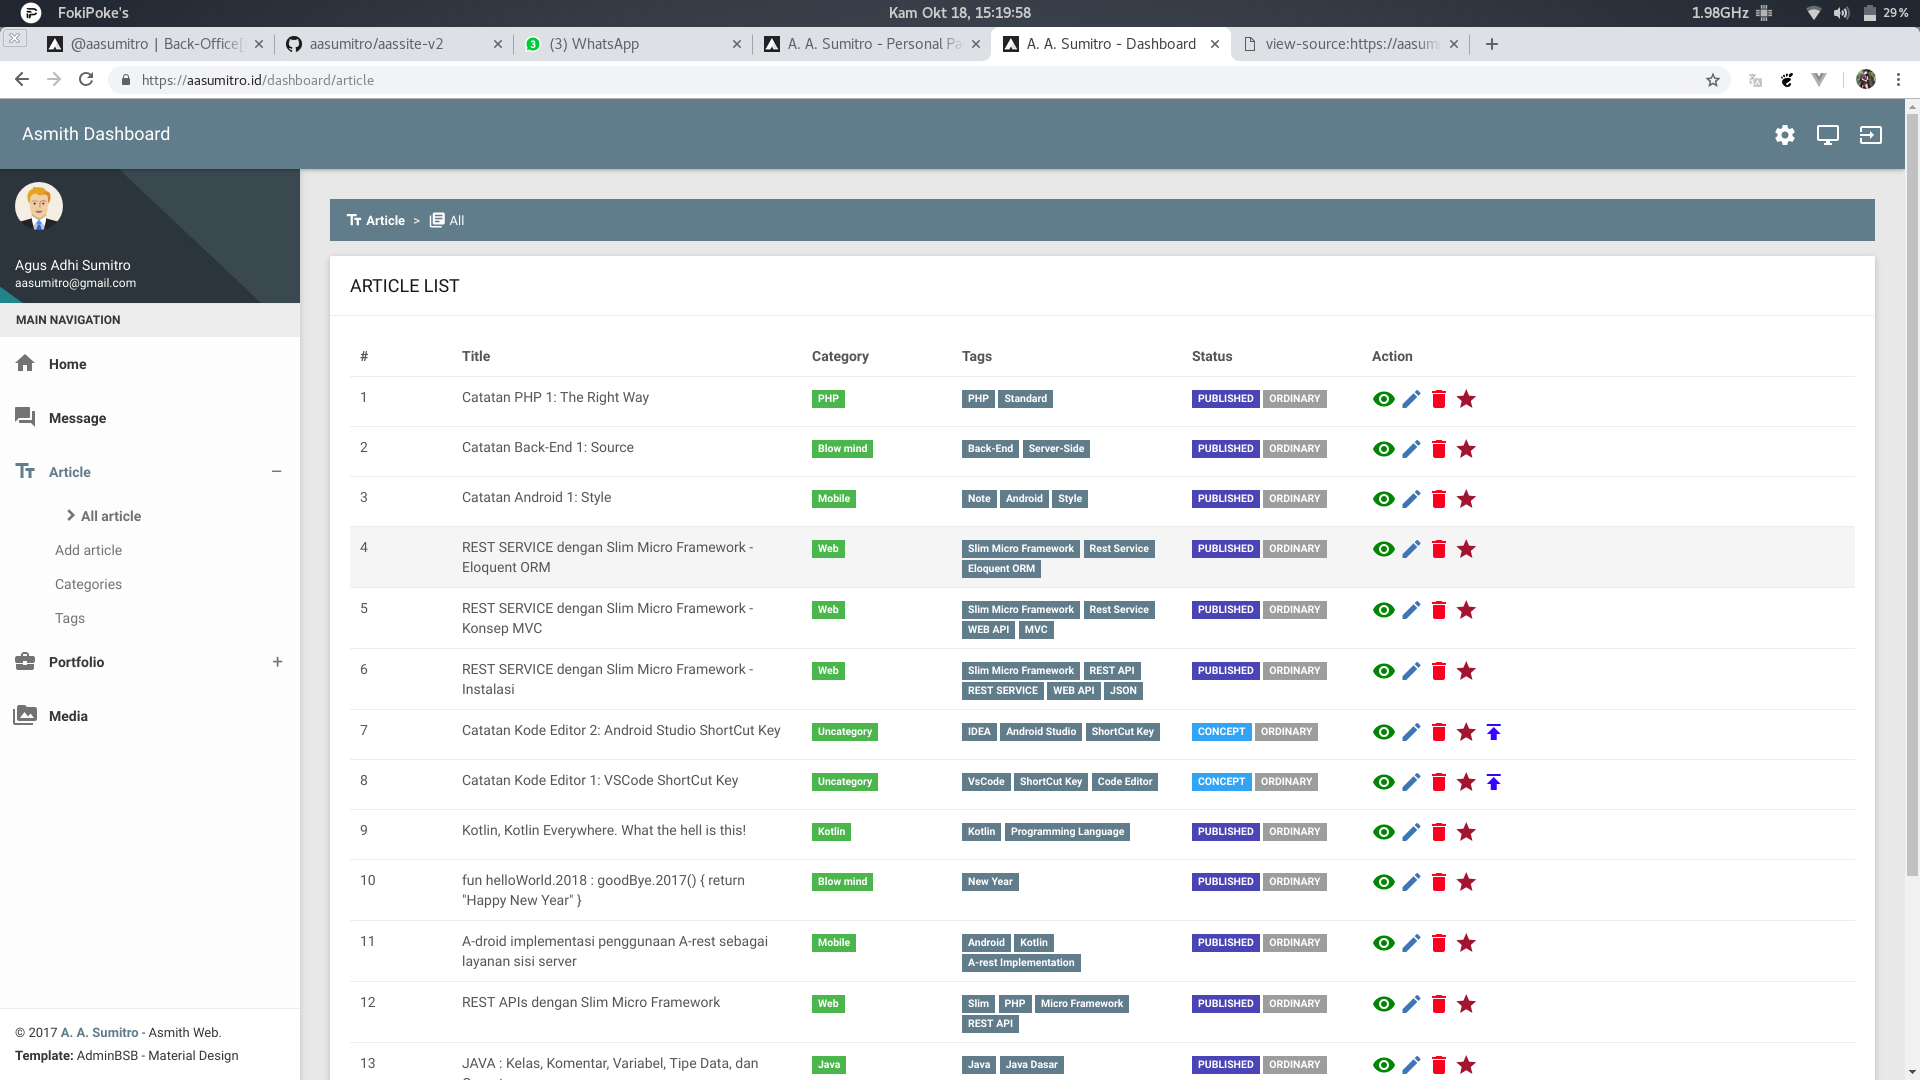 FokiPoke's
Kam Okt 18, 15:19:58
1.98GHz
29%
@aasumitro | Back-Office[
aasumitro/aassite-v2
(3) WhatsApp
A. A. Sumitro - Personal Pa
A. A. Sumitro - Dashboard
view-source:https://aasum
https://aasumitro.id/dashboard/article
Asmith Dashboard
Agus Adhi Sumitro
aasumitro@gmail.com
MAIN NAVIGATION
Home
Message
Article
All article
Add article
Categories
Tags
Portfolio
Media
© 2017 A. A. Sumitro - Asmith Web.
Template: AdminBSB - Material Design
Article > All
ARTICLE LIST
# Title Category Tags Status Action
1 Catatan PHP 1: The Right Way PHP PHP Standard PUBLISHED ORDINARY
2 Catatan Back-End 1: Source Blow mind Back-End Server-Side PUBLISHED ORDINARY
3 Catatan Android 1: Style Mobile Note Android Style PUBLISHED ORDINARY
4 REST SERVICE dengan Slim Micro Framework - Web Slim Micro Framework Rest Service PUBLISHED ORDINARY
Eloquent ORM Eloquent ORM
5 REST SERVICE dengan Slim Micro Framework - Web Slim Micro Framework Rest Service PUBLISHED ORDINARY
Konsep MVC WEB API MVC
6 REST SERVICE dengan Slim Micro Framework - Web Slim Micro Framework REST API PUBLISHED ORDINARY
Instalasi REST SERVICE WEB API JSON
7 Catatan Kode Editor 2: Android Studio ShortCut Key Uncategory IDEA Android Studio ShortCut Key CONCEPT ORDINARY
8 Catatan Kode Editor 1: VSCode ShortCut Key Uncategory VsCode ShortCut Key Code Editor CONCEPT ORDINARY
9 Kotlin, Kotlin Everywhere. What the hell is this! Kotlin Kotlin Programming Language PUBLISHED ORDINARY
10 fun helloWorld.2018 : goodBye.2017() { return Blow mind New Year PUBLISHED ORDINARY
"Happy New Year" }
11 A-droid implementasi penggunaan A-rest sebagai Mobile Android Kotlin PUBLISHED ORDINARY
layanan sisi server A-rest Implementation
12 REST APIs dengan Slim Micro Framework Web Slim PHP Micro Framework PUBLISHED ORDINARY
REST API
13 JAVA : Kelas, Komentar, Variabel, Tipe Data, dan Java Java Java Dasar PUBLISHED ORDINARY